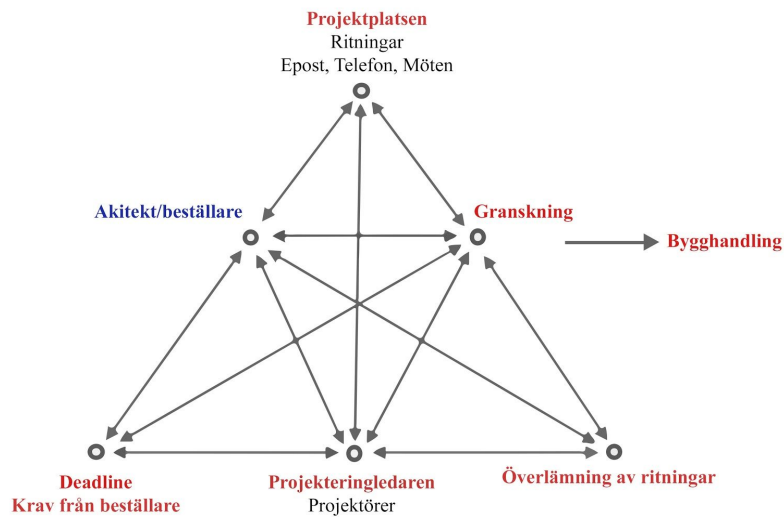 Projektplatsen
Ritningar
Epost, Telefon, Möten
Akitekt/beställare
Granskning
Bygghandling
Deadline
Krav från beställare
Projekteringledaren
Projektörer
Överlämning av ritningar